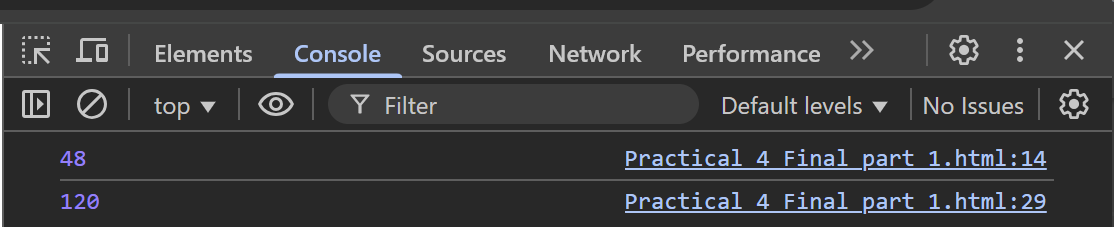 Elements Console Sources Network Performance
top Filter Default levels No Issues
48 Practical 4 Final part 1.html:14
120 Practical 4 Final part 1.html:29